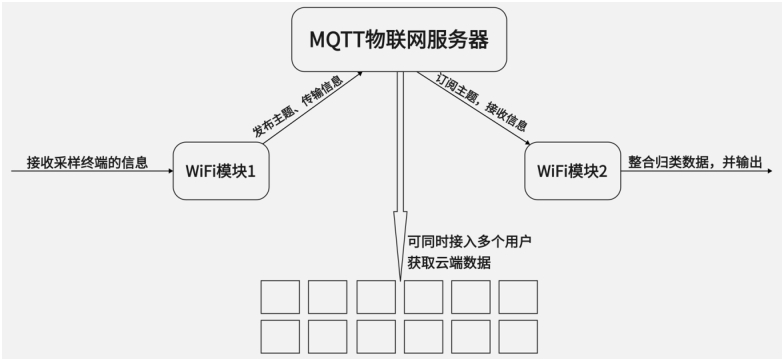 MQTT物联网服务器
发布主题、传输信息
订阅主题，接收信息
接收采样终端的信息
WiFi模块1
WiFi模块2
整合归类数据，并输出
可同时接入多个用户
获取云端数据